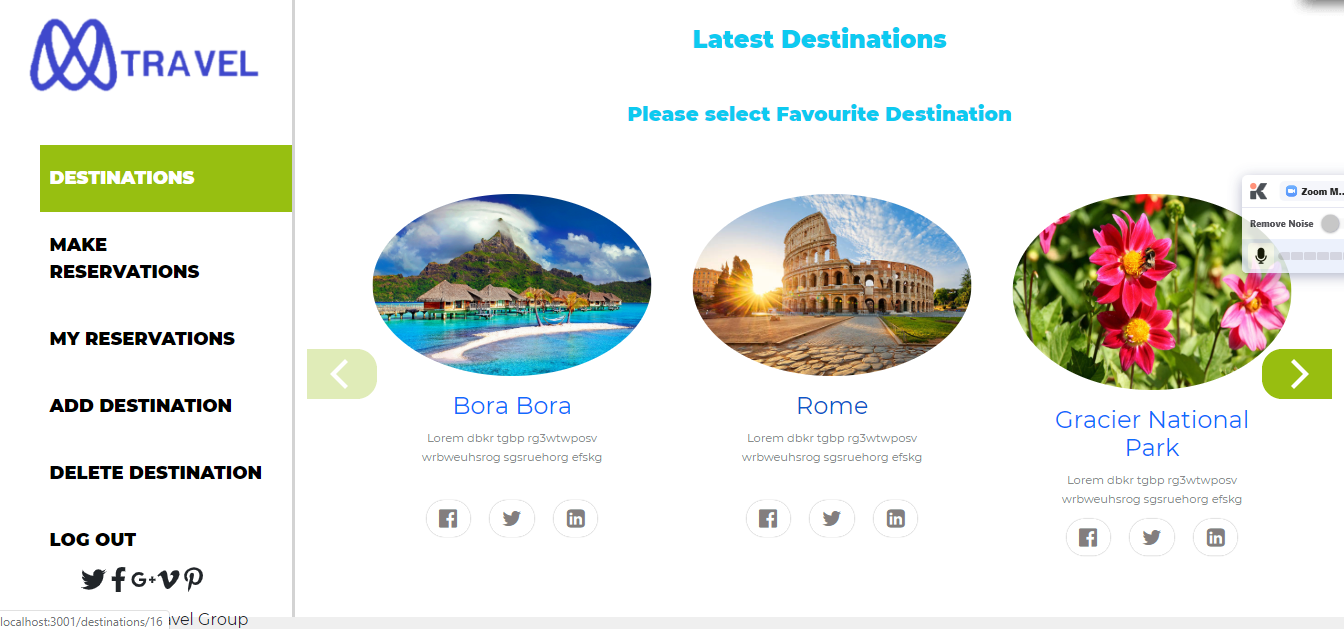 TRAVEL
DESTINATIONS
MAKE
RESERVATIONS
MY RESERVATIONS
ADD DESTINATION
DELETE DESTINATION
LOG OUT
vel Group
localhost:3001/destinations/16
Latest Destinations
Please select Favourite Destination
Bora Bora
Lorem dbkr tgbp rg3wtwposv
wrbweuhsrog sgsruehorg efskg
Rome
Lorem dbkr tgbp rg3wtwposv
wrbweuhsrog sgsruehorg efskg
Gracier National
Park
Lorem dbkr tgbp rg3wtwposv
wrbweuhsrog sgsruehorg efskg
Zoom M...
Remove Noise